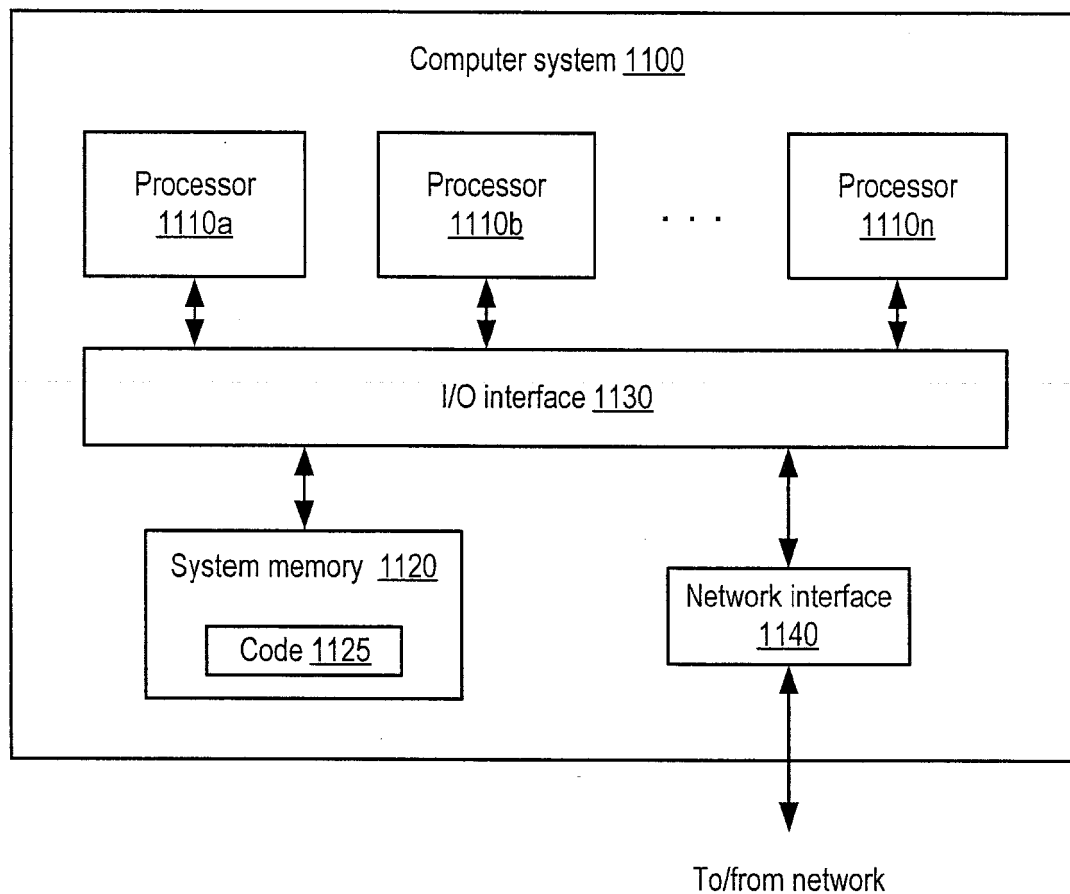 Computer system 1100
Processor
1110a
Processor
1110b
. . .
Processor
1110n
I/O interface 1130
System memory 1120
Code 1125
Network interface
1140
To/from network